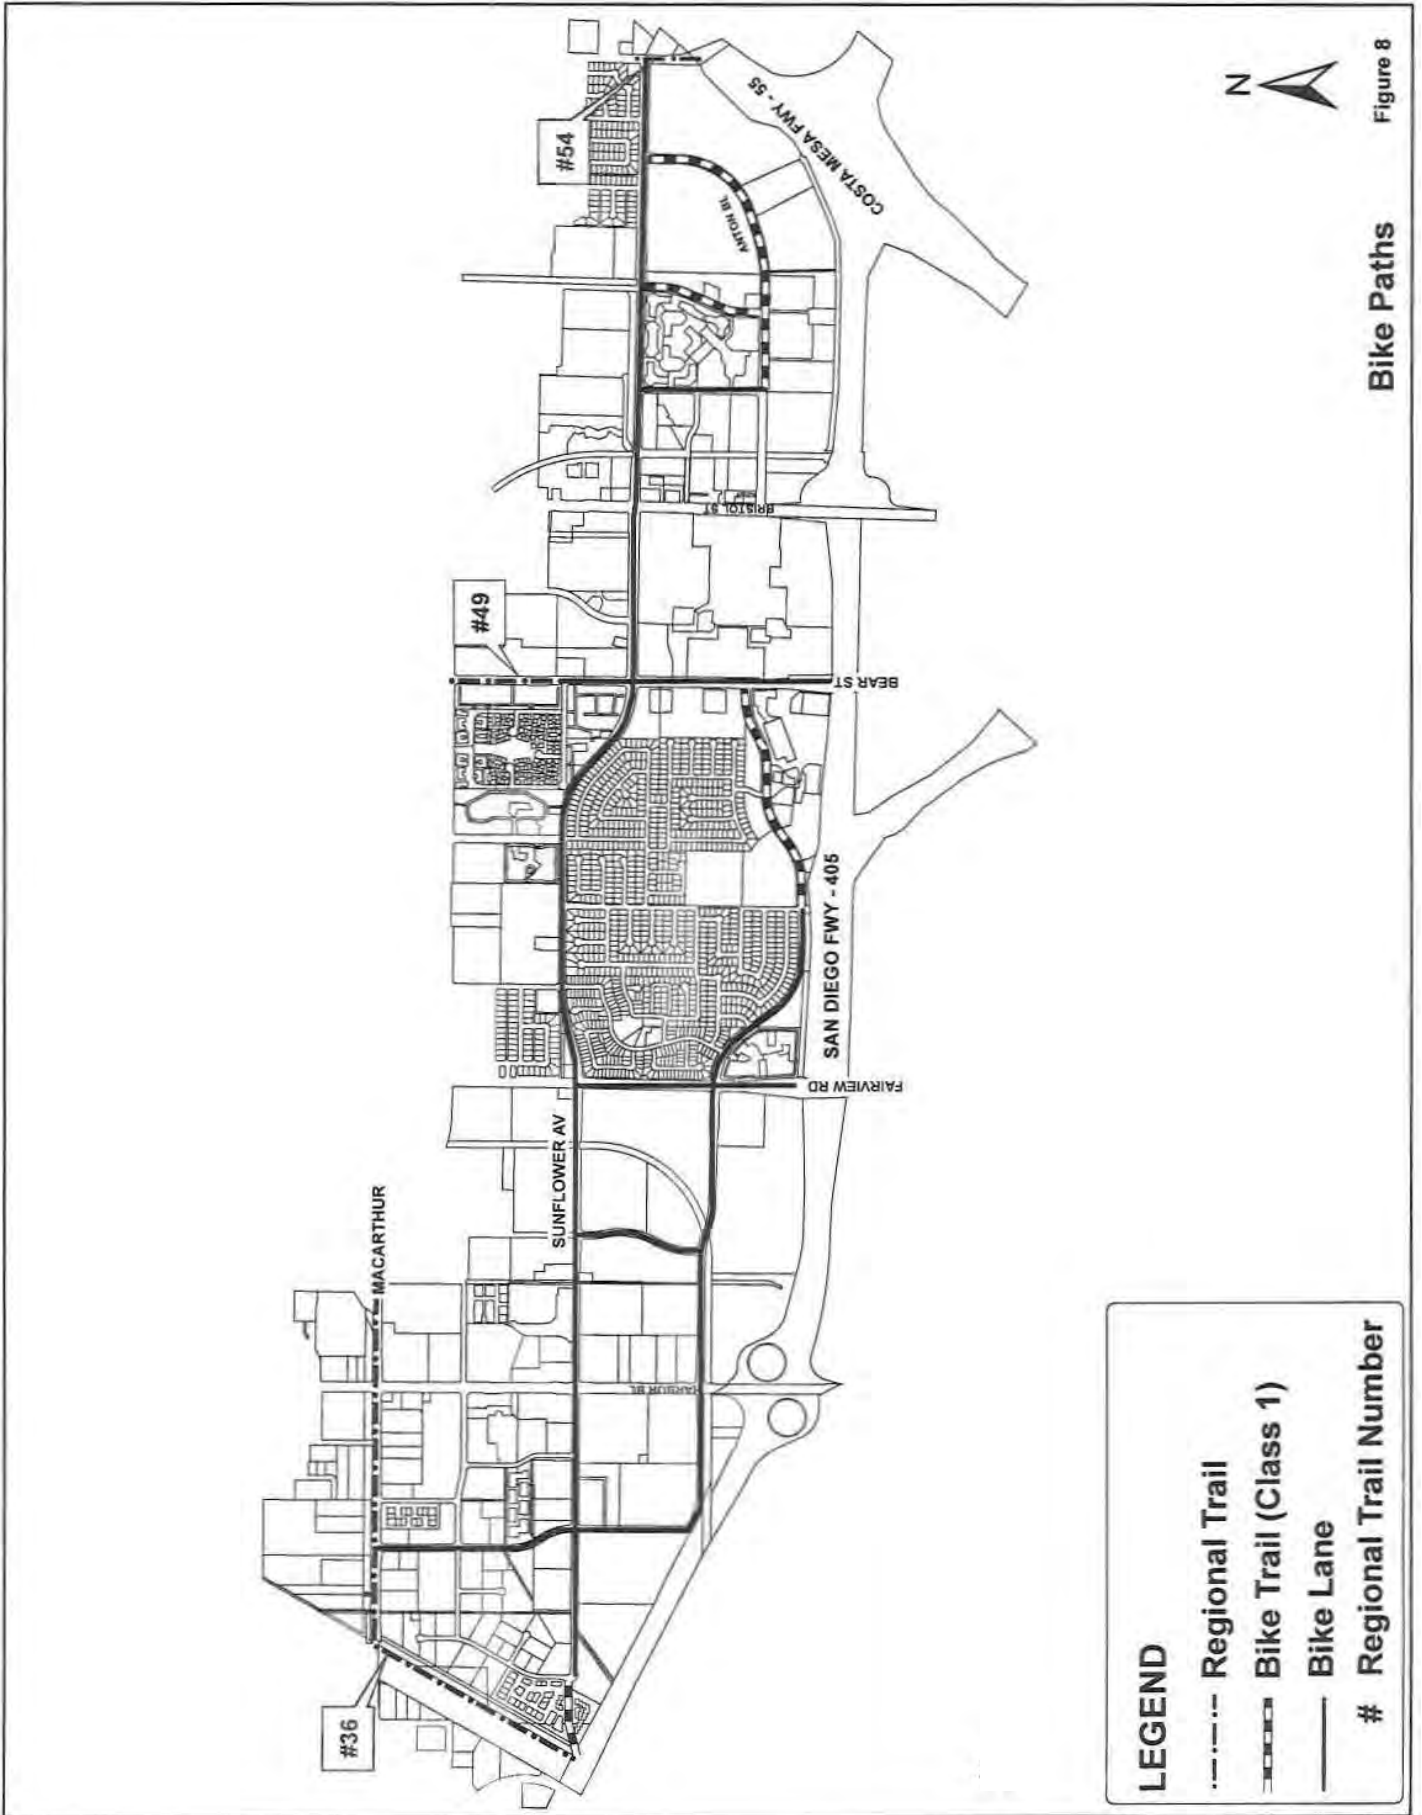 #36
MACARTHUR
#49
#54
SUNFLOWER AV
HARBOR BL
FAIRVIEW RD
SAN DIEGO FWY - 405
BEAR ST
BRISTOL ST
ANTON BL
COSTA MESA FWY - 55
LEGEND
Regional Trail
Bike Trail (Class 1)
Bike Lane
# Regional Trail Number
N
Bike Paths
Figure 8